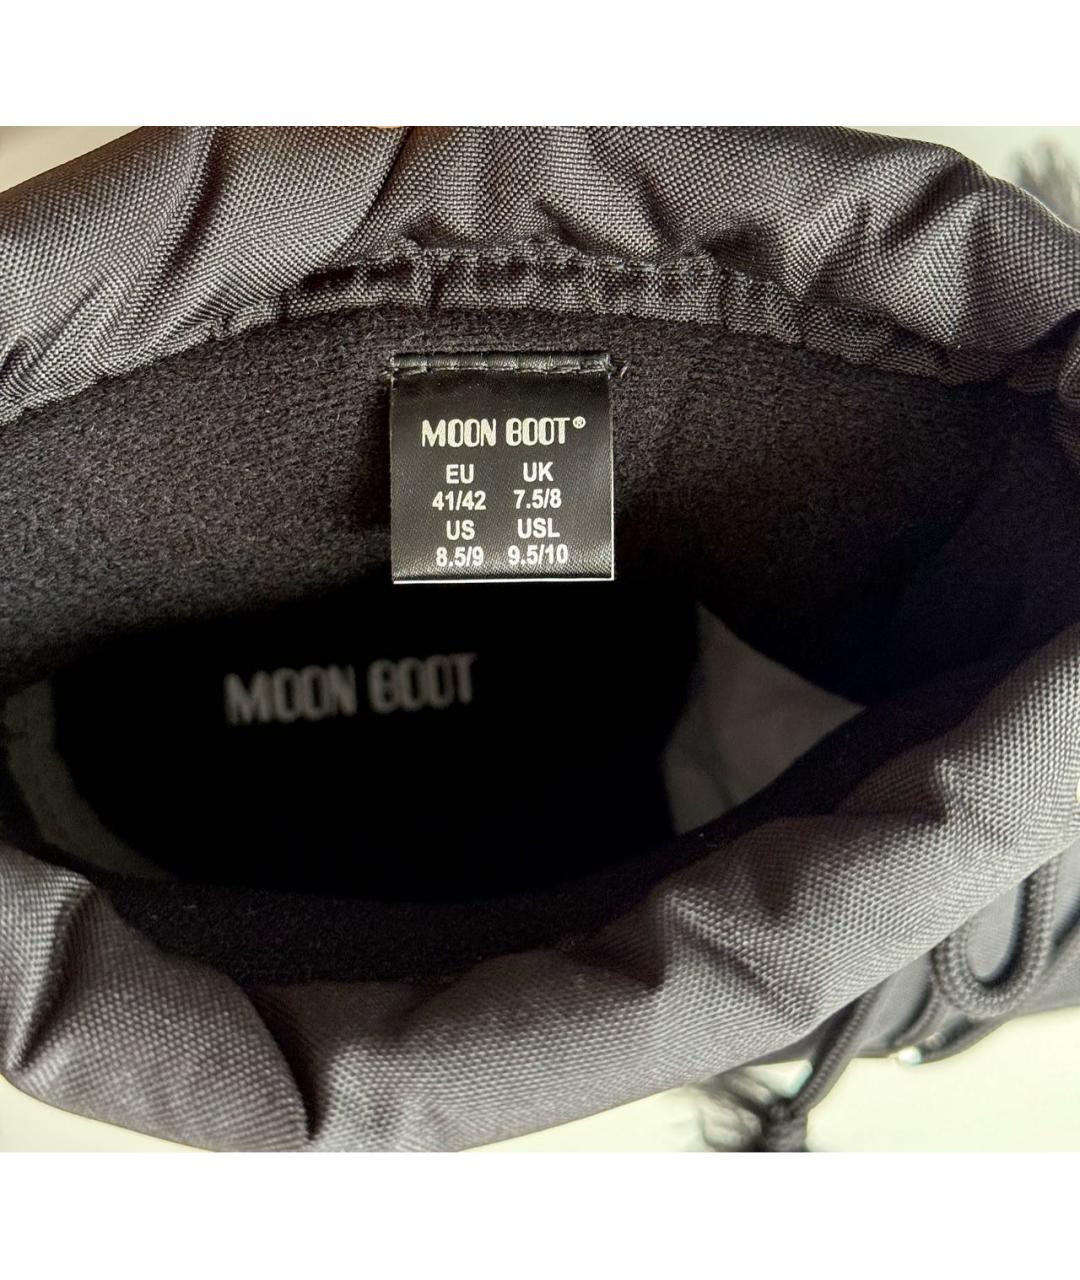 MOON BOOT®
EU UK
41/42 7.5/8
US USL
8.5/9 9.5/10
MOON BOOT